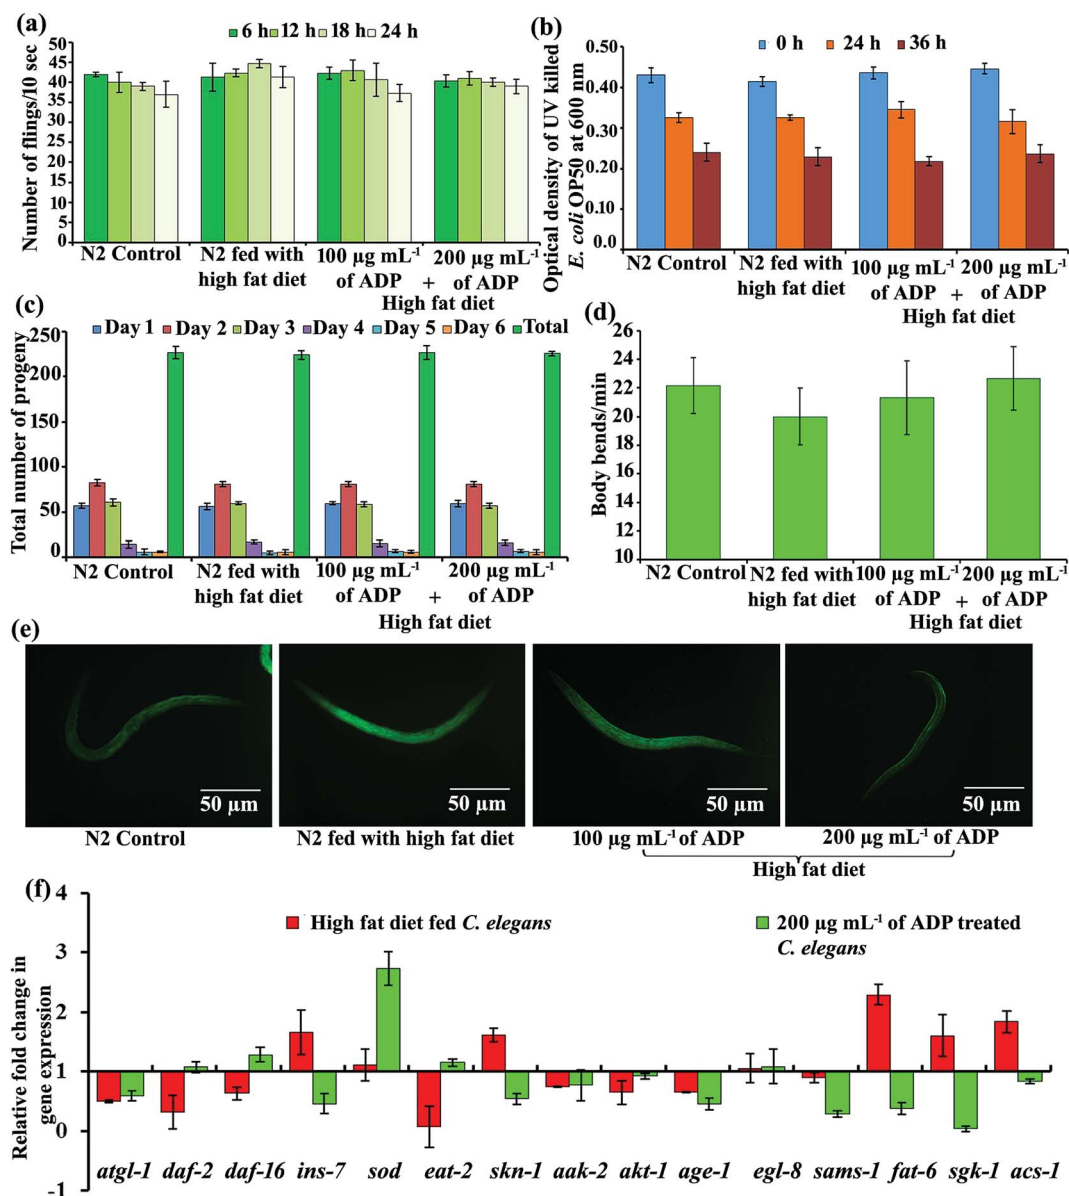 (a)
6 h 12 h 18 h 24 h
Number of flings/10 sec
50
45
40
35
30
25
20
15
10
5
0
N2 Control
N2 fed with high fat diet
100 µg mL⁻¹ of ADP + 200 µg mL⁻¹ of ADP
High fat diet
(b)
0 h 24 h 36 h
Optical density of UV killed
E. coli OP50 at 600 nm
0.50
0.40
0.30
0.20
0.10
0.0
N2 Control
N2 fed with high fat diet
100 µg mL⁻¹ of ADP + 200 µg mL⁻¹ of ADP
High fat diet
(c)
Day 1 Day 2 Day 3 Day 4 Day 5 Day 6 Total
Total number of progeny
250
200
150
100
50
0
N2 Control
N2 fed with high fat diet
100 µg mL⁻¹ of ADP + 200 µg mL⁻¹ of ADP
High fat diet
(d)
Body bends/min
26
24
22
20
18
16
14
12
10
N2 Control
N2 fed with high fat diet
100 µg mL⁻¹ of ADP + 200 µg mL⁻¹ of ADP
High fat diet
(e)
50 µm 50 µm 50 µm 50 µm
N2 Control N2 fed with high fat diet 100 µg mL⁻¹ of ADP 200 µg mL⁻¹ of ADP
High fat diet
(f)
High fat diet fed C. elegans
200 µg mL⁻¹ of ADP treated
C. elegans
Relative fold change in
gene expression
4
3
2
1
0
-1
atgl-1 daf-2 daf-16 ins-7 sod eat-2 skn-1 aak-2 akt-1 age-1 egl-8 sams-1 fat-6 sgk-1 acs-1